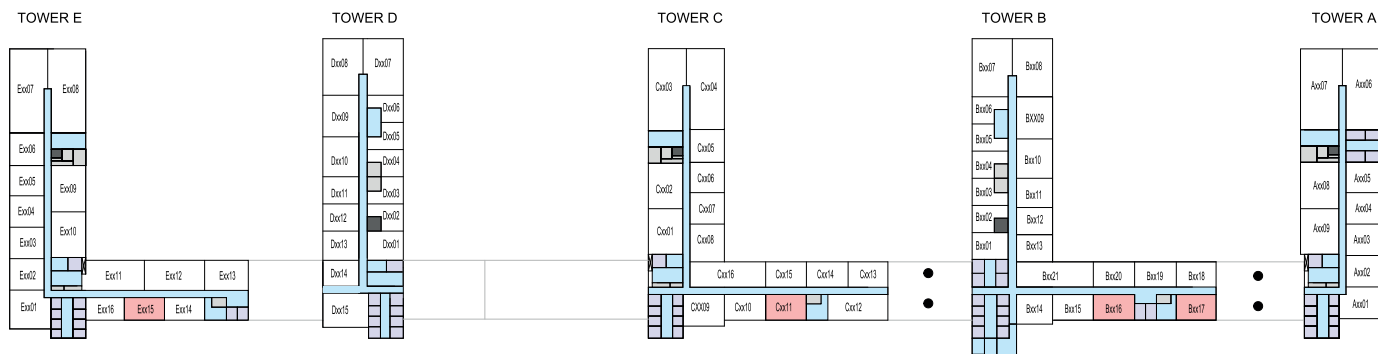 TOWER E
TOWER D
TOWER C
TOWER B
TOWER A
Exx07
Exx08
Exx06
Exx05
Exx09
Exx04
Exx03
Exx10
Exx02
Exx11
Exx12
Exx13
Exx01
Exx16
Exx15
Exx14
Dxx08
Dxx07
Dxx06
Dxx09
Dxx05
Dxx10
Dxx04
Dxx11
Dxx03
Dxx12
Dxx02
Dxx13
Dxx01
Dxx14
Dxx15
Cxx03
Cxx04
Cxx05
Cxx02
Cxx06
Cxx07
Cxx01
Cxx08
Cxx16
Cxx15
Cxx14
Cxx13
CXX09
Cxx10
Cxx11
Cxx12
Bxx07
Bxx08
Bxx06
BXX09
Bxx05
Bxx10
Bxx04
Bxx03
Bxx11
Bxx02
Bxx12
Bxx01
Bxx13
Bxx21
Bxx20
Bxx19
Bxx18
Bxx14
Bxx15
Bxx16
Bxx17
Axx07
Axx06
Axx05
Axx08
Axx04
Axx09
Axx03
Axx02
Axx01